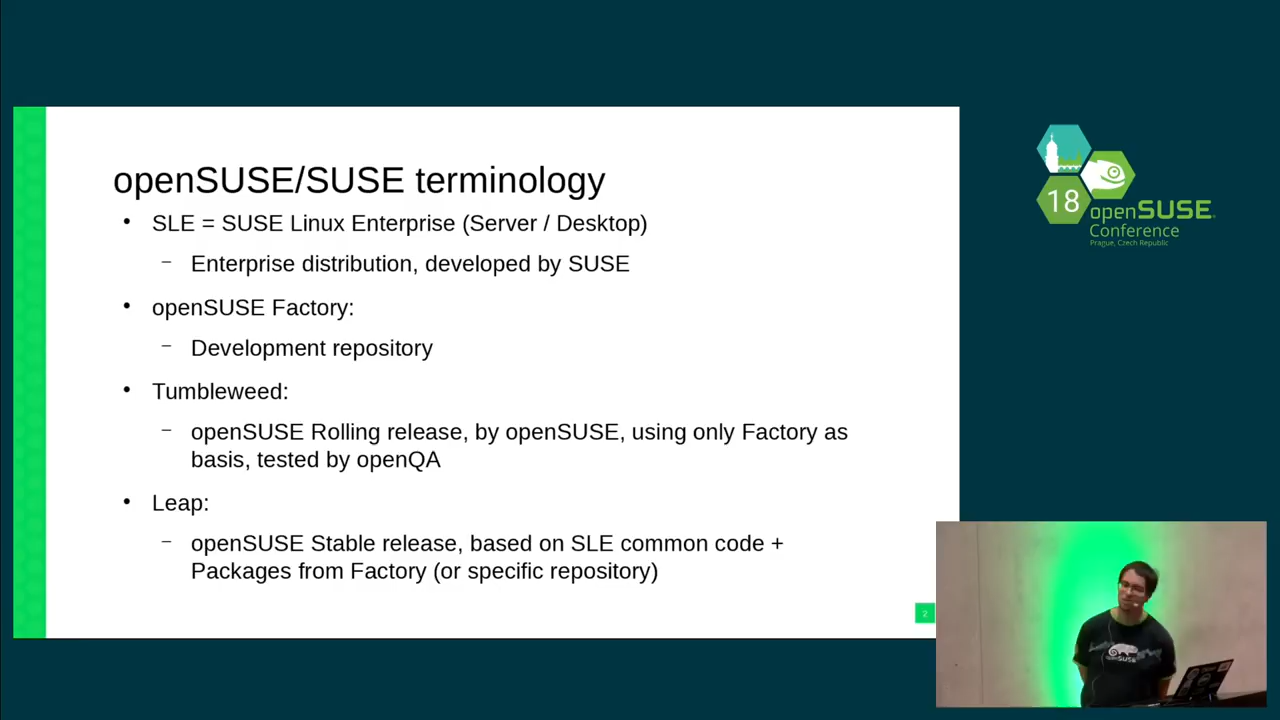 openSUSE/SUSE terminology
• SLE = SUSE Linux Enterprise (Server / Desktop)
– Enterprise distribution, developed by SUSE
• openSUSE Factory:
– Development repository
• Tumbleweed:
– openSUSE Rolling release, by openSUSE, using only Factory as
basis, tested by openQA
• Leap:
– openSUSE Stable release, based on SLE common code +
Packages from Factory (or specific repository)
2
18
openSUSE
Conference
Prague, Czech Republic
openSUSE